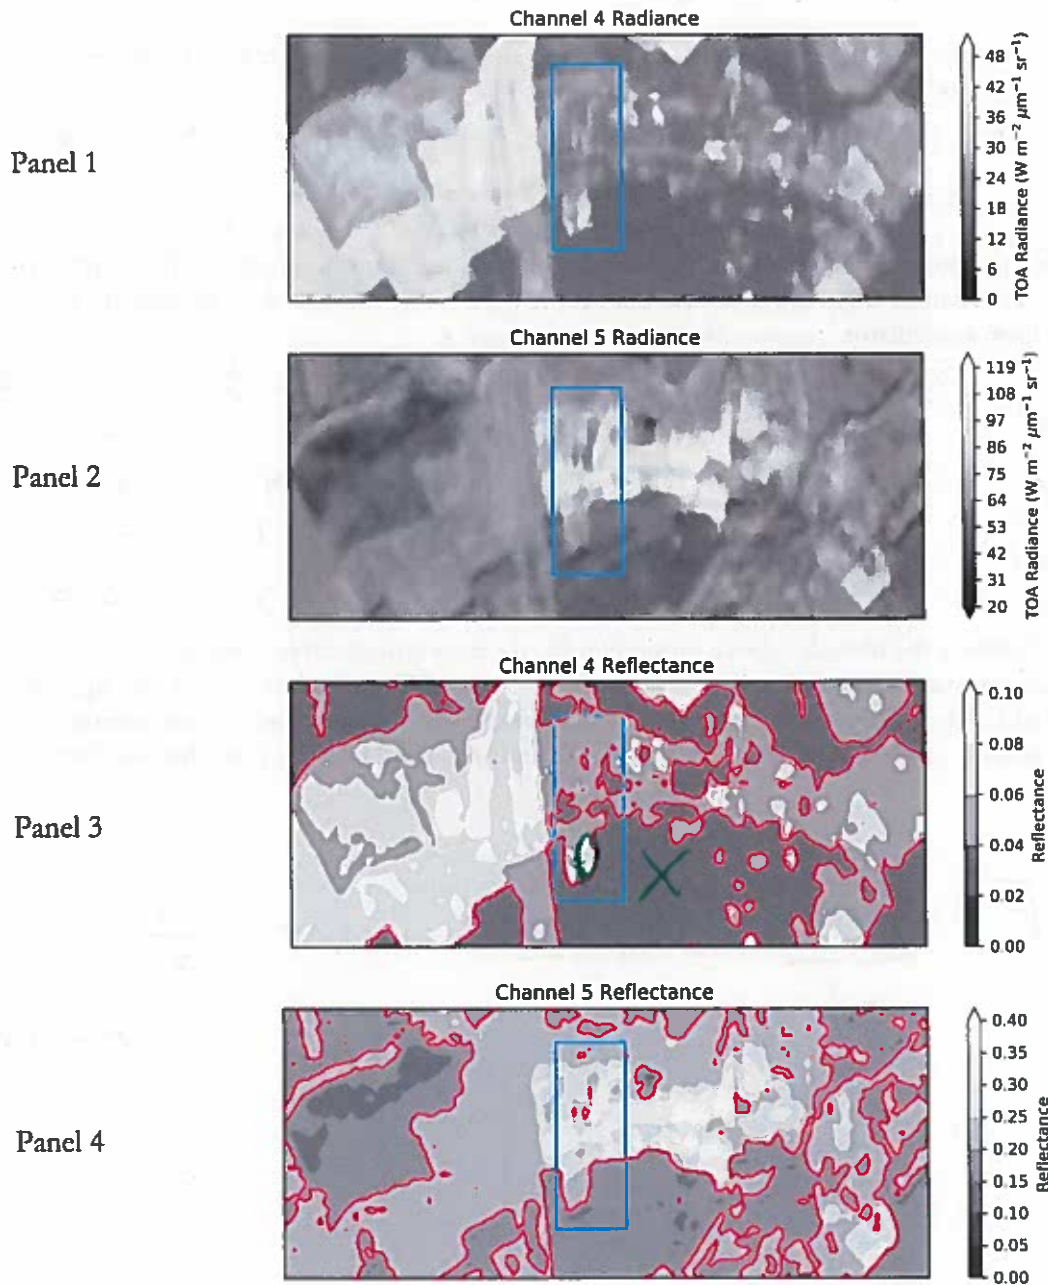 Channel 4 Radiance
Panel 1
48
42
36
30
24
18
12
6
0
TOA Radiance (W m⁻² μm⁻¹ sr⁻¹)
Channel 5 Radiance
Panel 2
119
108
97
86
75
64
53
42
31
20
TOA Radiance (W m⁻² μm⁻¹ sr⁻¹)
Channel 4 Reflectance
Panel 3
0.10
0.08
0.06
0.04
0.02
0.00
Reflectance
Channel 5 Reflectance
Panel 4
0.40
0.35
0.30
0.25
0.20
0.15
0.10
0.05
0.00
Reflectance